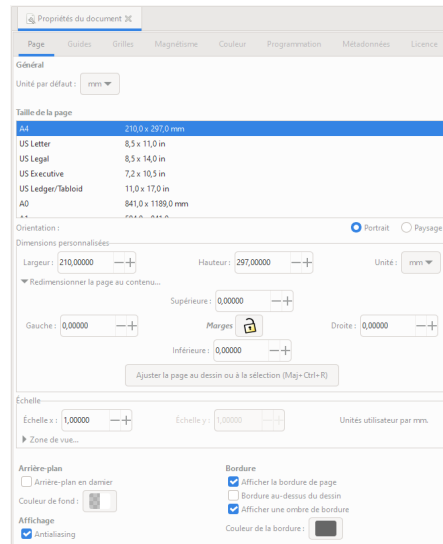 Propriétés du document
Page Guides Grilles Magnétisme Couleur Programmation Métadonnées Licence
Général
Unité par défaut : mm
Taille de la page
A4 210,0 x 297,0 mm
US Letter 8,5 x 11,0 in
US Legal 8,5 x 14,0 in
US Executive 7,2 x 10,5 in
US Ledger/Tabloid 11,0 x 17,0 in
A0 841,0 x 1189,0 mm
Orientation : Portrait Paysage
Dimensions personnalisées
Largeur : 210,00000 Hauteur : 297,00000 Unité : mm
Redimensionner la page au contenu...
Supérieure : 0,00000
Gauche : 0,00000 Marges Droite : 0,00000
Inférieure : 0,00000
Ajuster la page au dessin ou à la sélection (Maj+Ctrl+R)
Échelle
Échelle x : 1,00000 Échelle y : 1,00000 Unités utilisateur par mm.
Zone de vue...
Arrière-plan Bordure
Arrière-plan en damier Afficher la bordure de page
Bordure au-dessus du dessin
Couleur de fond : Afficher une ombre de bordure
Affichage Couleur de la bordure :
Antialiasing